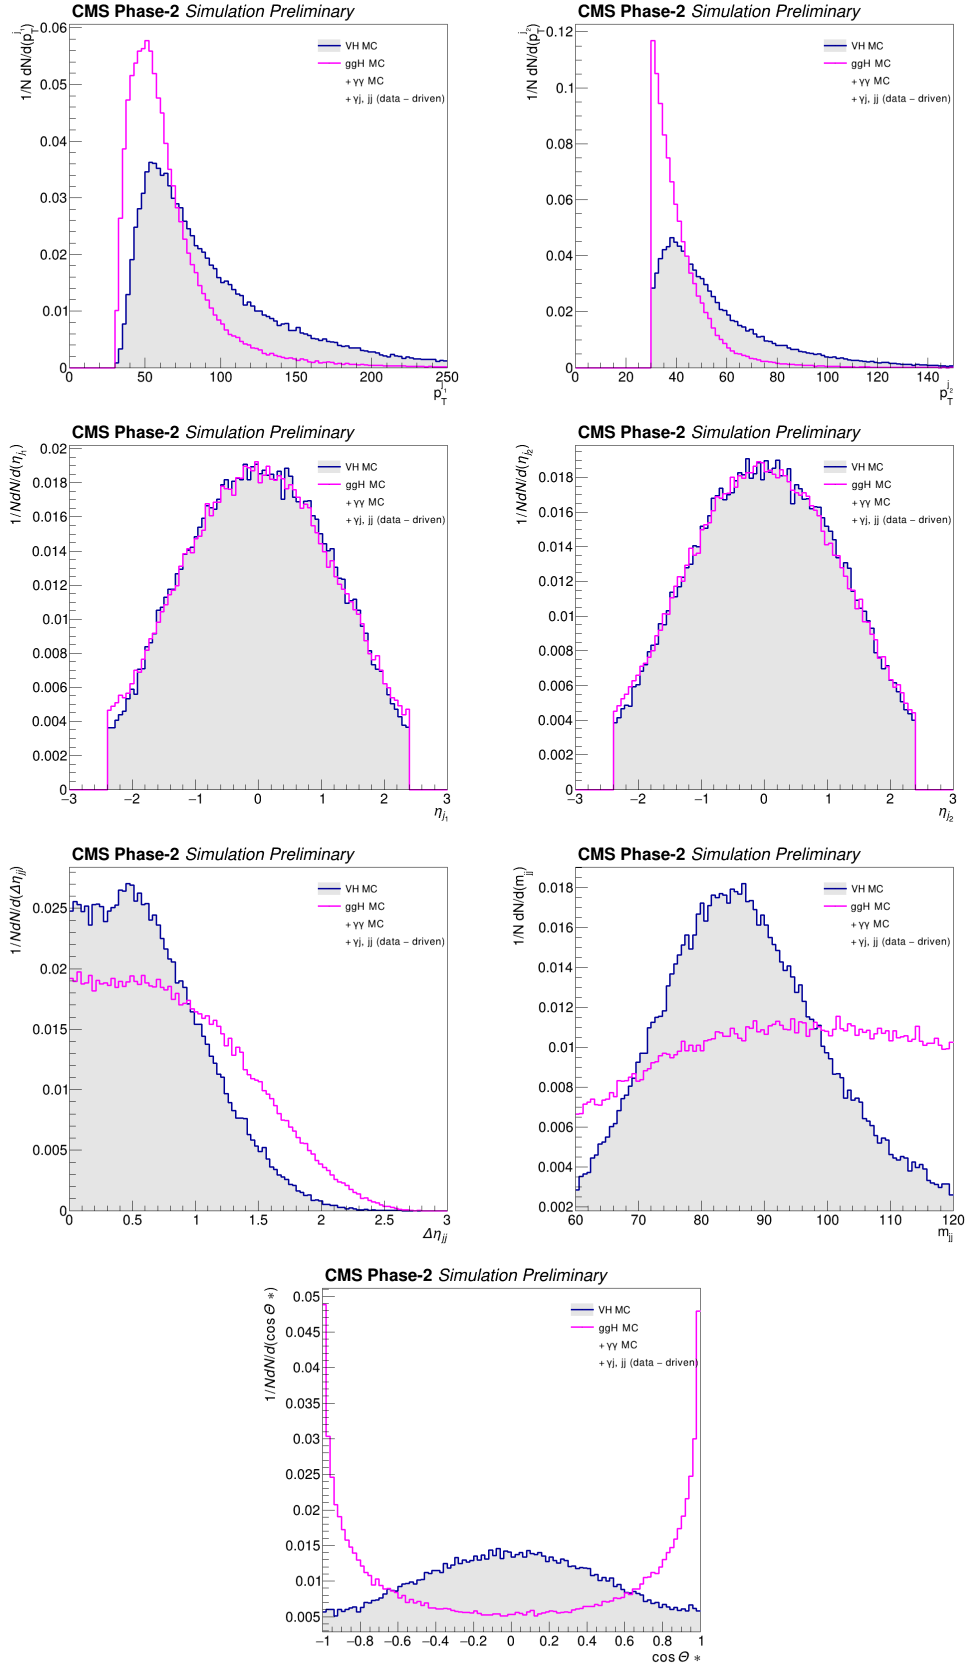 CMS Phase-2 Simulation Preliminary
1/N dN/d(p_T^{j_1})
0.06
0.05
0.04
0.03
0.02
0.01
0
VH MC
ggH MC
+ γγ MC
+ γj, jj (data − driven)
0 50 100 150 200 250
p_T^{j_1}
CMS Phase-2 Simulation Preliminary
1/N dN/d(p_T^{j_2})
0.12
0.1
0.08
0.06
0.04
0.02
0
VH MC
ggH MC
+ γγ MC
+ γj, jj (data − driven)
0 20 40 60 80 100 120 140
p_T^{j_2}
CMS Phase-2 Simulation Preliminary
1/NdN/d(η_{j_1})
0.02
0.018
0.016
0.014
0.012
0.01
0.008
0.006
0.004
0.002
0
VH MC
ggH MC
+ γγ MC
+ γj, jj (data − driven)
−3 −2 −1 0 1 2 3
η_{j_1}
CMS Phase-2 Simulation Preliminary
1/NdN/d(η_{j_2})
0.018
0.016
0.014
0.012
0.01
0.008
0.006
0.004
0.002
0
VH MC
ggH MC
+ γγ MC
+ γj, jj (data − driven)
−3 −2 −1 0 1 2 3
η_{j_2}
CMS Phase-2 Simulation Preliminary
1/NdN/d(Δη_{jj})
0.025
0.02
0.015
0.01
0.005
0
VH MC
ggH MC
+ γγ MC
+ γj, jj (data − driven)
0 0.5 1 1.5 2 2.5 3
Δη_{jj}
CMS Phase-2 Simulation Preliminary
1/N dN/d(m_{jj})
0.018
0.016
0.014
0.012
0.01
0.008
0.006
0.004
0.002
VH MC
ggH MC
+ γγ MC
+ γj, jj (data − driven)
60 70 80 90 100 110 120
m_{jj}
CMS Phase-2 Simulation Preliminary
1/NdN/d(cos Θ *)
0.05
0.045
0.04
0.035
0.03
0.025
0.02
0.015
0.01
0.005
VH MC
ggH MC
+ γγ MC
+ γj, jj (data − driven)
−1 −0.8 −0.6 −0.4 −0.2 0 0.2 0.4 0.6 0.8 1
cos Θ *